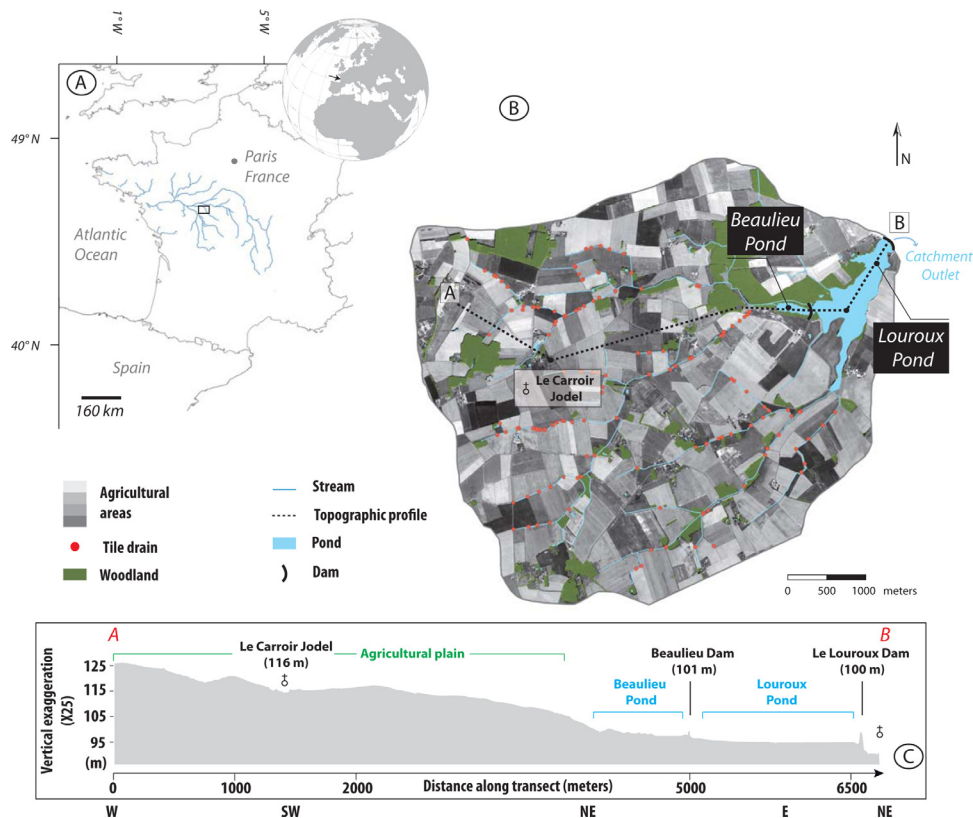 1° W
5° W
A
49° N
Paris
France
Atlantic
Ocean
40° N
Spain
160 km
B
N
Beaulieu
Pond
B
Catchment
Outlet
A
Louroux
Pond
Le Carroir
Jodel
Agricultural
areas
Tile drain
Woodland
Stream
Topographic profile
Pond
Dam
0 500 1000 meters
A
B
Le Carroir Jodel
(116 m)
Agricultural plain
Beaulieu Dam
(101 m)
Le Louroux Dam
(100 m)
Beaulieu
Pond
Louroux
Pond
Vertical exaggeration
(X25)
125
115
105
95
(m)
C
0 1000 2000 Distance along transect (meters) 5000 6500
W SW NE E NE